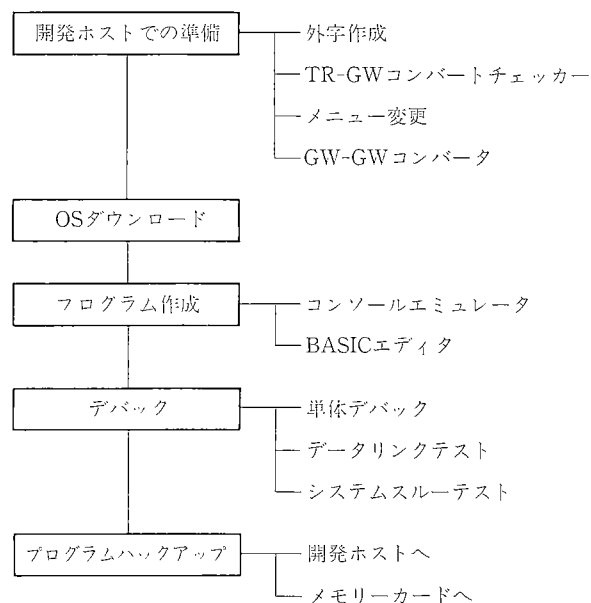 開発ホストでの準備
外字作成
TR-GWコンバートチェッカー
メニュー変更
GW-GWコンバータ
OSダウンロード
フログラム作成
コンソールエミュレータ
BASICエディタ
デバック
単体デバック
データリンクテスト
システムスルーテスト
プログラムハックアップ
開発ホストへ
メモリーカードへ